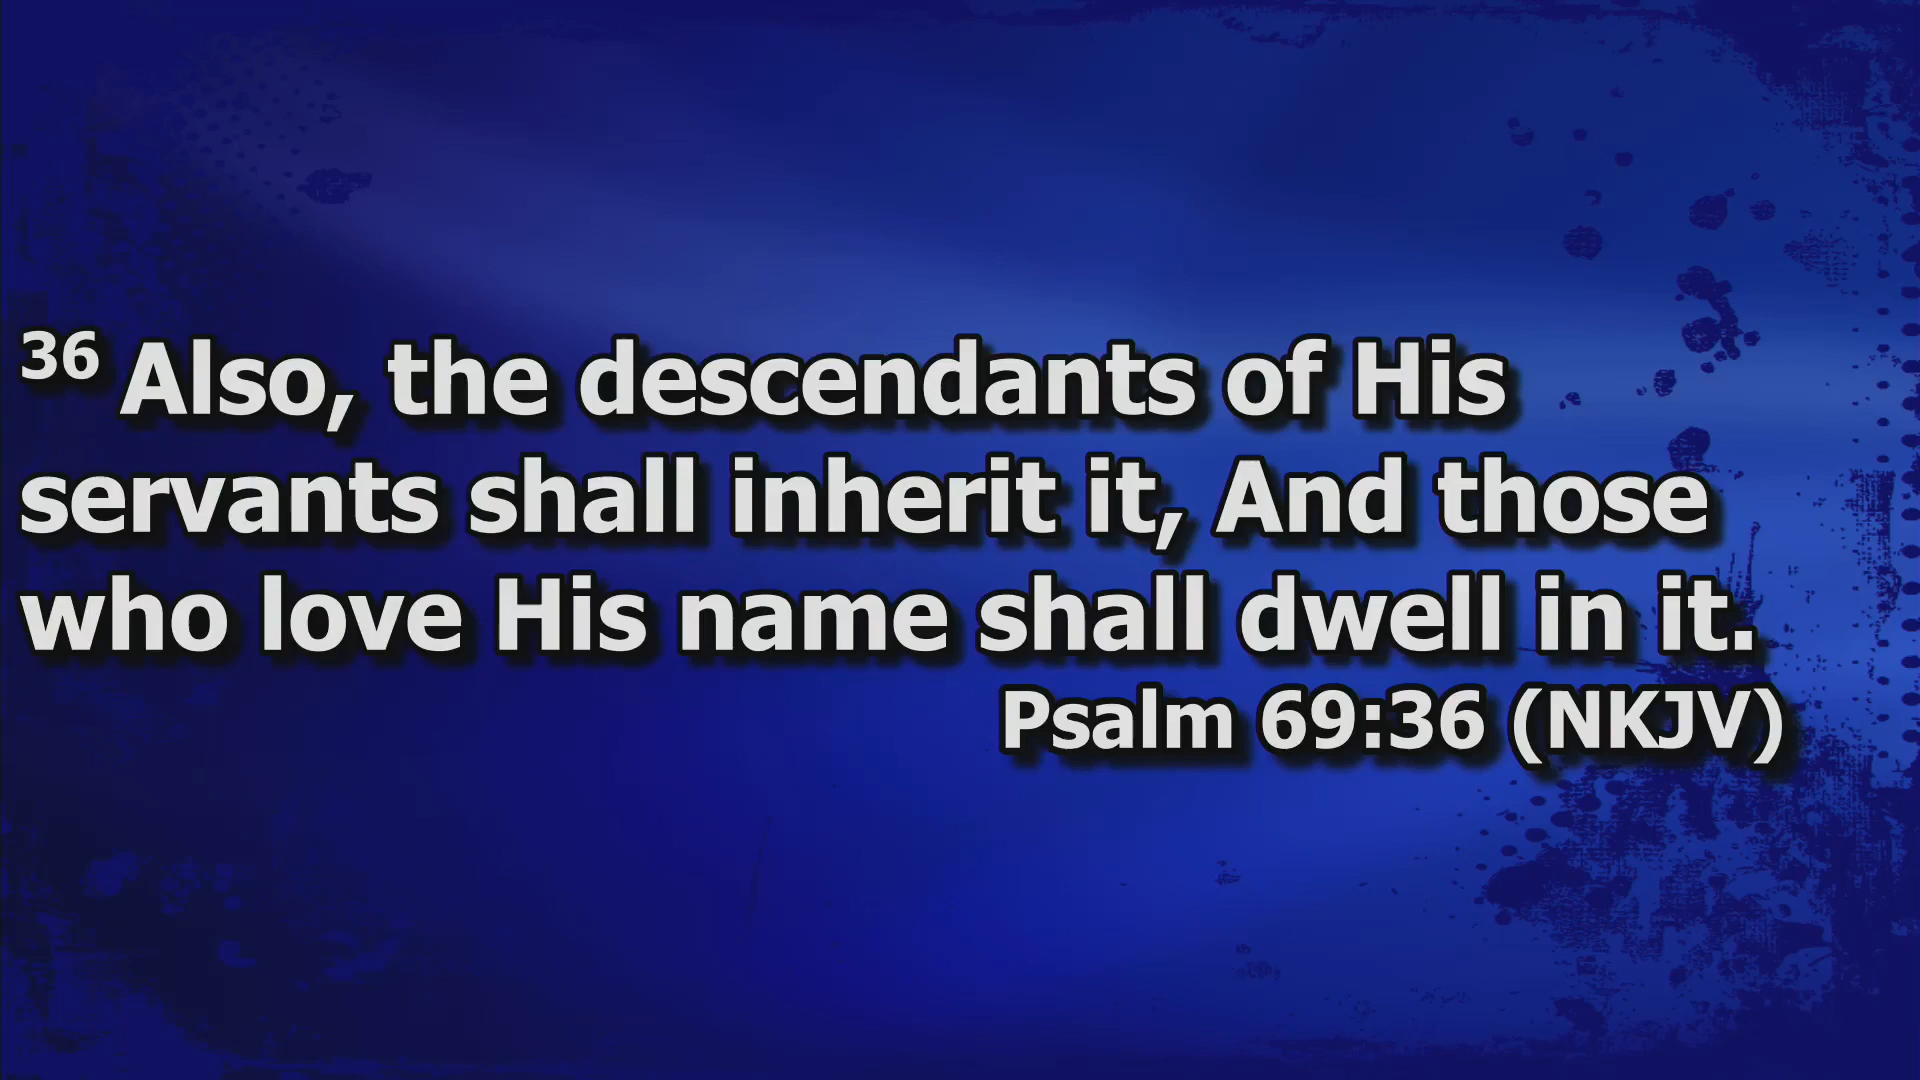 36 Also, the descendants of His
servants shall inherit it, And those
who love His name shall dwell in it.
Psalm 69:36 (NKJV)